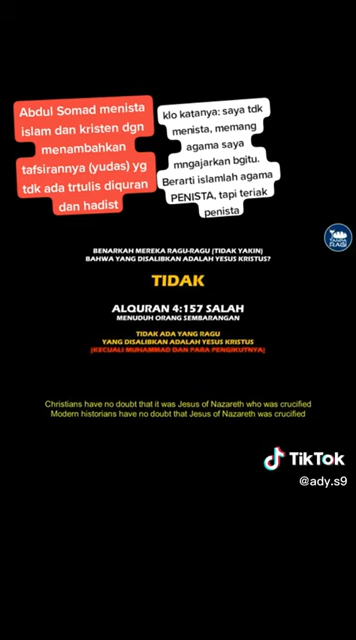 Abdul Somad menista
islam dan kristen dgn
menambahkan
tafsirannya (yudas) yg
tdk ada trtulis diquran
dan hadist
klo katanya: saya tdk
menista, memang
agama saya
mngajarkan bgitu.
Berarti islamlah agama
PENISTA, tapi teriak
penista
TANPA
RAGI
BENARKAH MEREKA RAGU-RAGU (TIDAK YAKIN)
BAHWA YANG DISALIBKAN ADALAH YESUS KRISTUS?
TIDAK
ALQURAN 4:157 SALAH
MENUDUH ORANG SEMBARANGAN
TIDAK ADA YANG RAGU
YANG DISALIBKAN ADALAH YESUS KRISTUS
(KECUALI MUHAMMAD DAN PARA PENGIKUTNYA)
Christians have no doubt that it was Jesus of Nazareth who was crucified
Modern historians have no doubt that Jesus of Nazareth was crucified
TikTok
@ady.s9